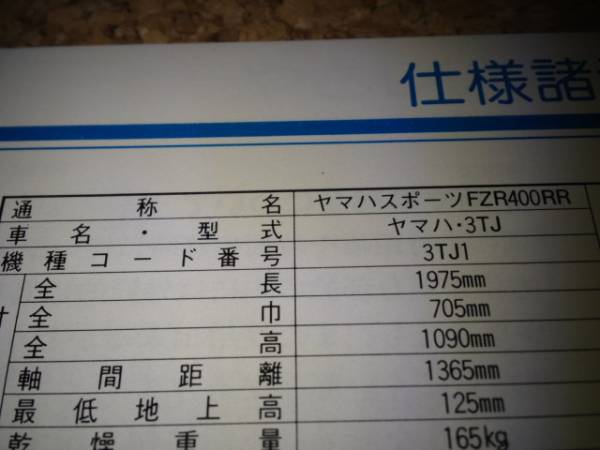 仕様諸
通称名 ヤマハスポーツFZR400RR
車名・型式 ヤマハ・3TJ
機種コード番号 3TJ1
全長 1975mm
全巾 705mm
全高 1090mm
軸間距離 1365mm
最低地上高 125mm
乾燥重量 165kg